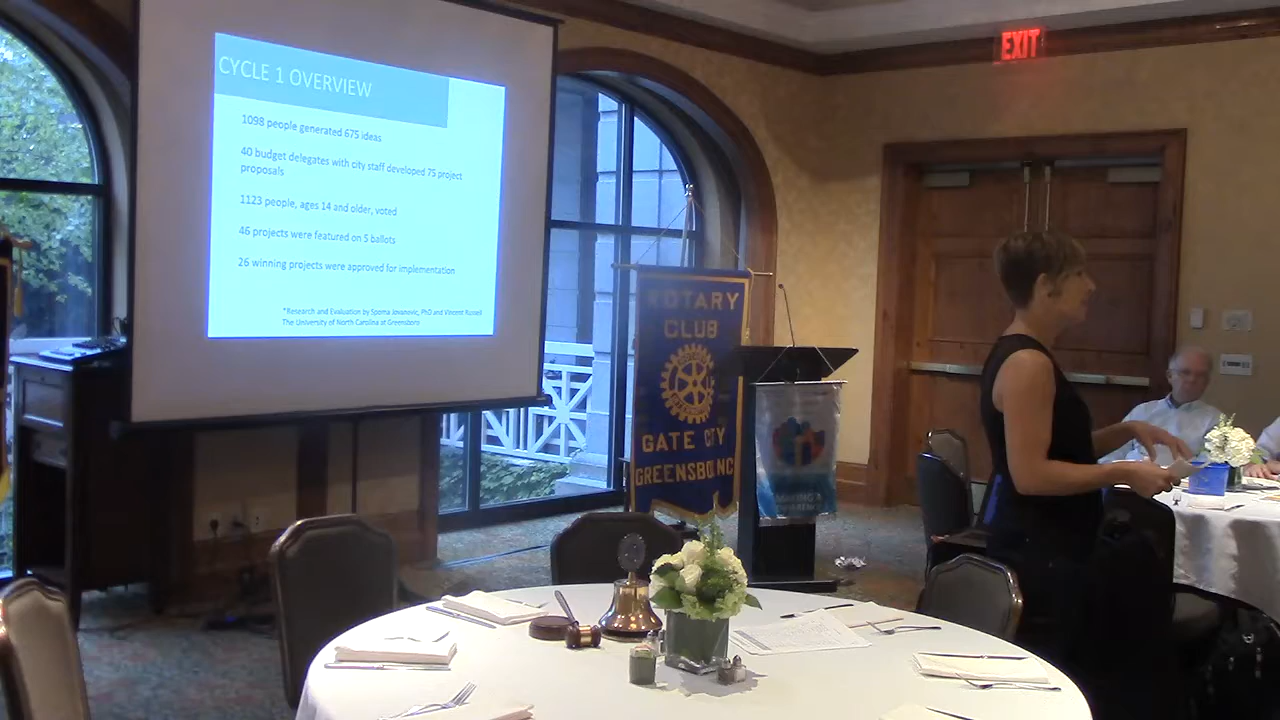 CYCLE 1 OVERVIEW
1098 people generated 675 ideas
40 budget delegates with city staff developed 75 project
proposals
1123 people, ages 14 and older, voted
46 projects were featured on 5 ballots
26 winning projects were approved for implementation
*Research and Evaluation by Spoma Jovanovic, PhD and Vincent Russell
The University of North Carolina at Greensboro
EXIT
ROTARY
CLUB
GATE CITY
GREENSBO NC